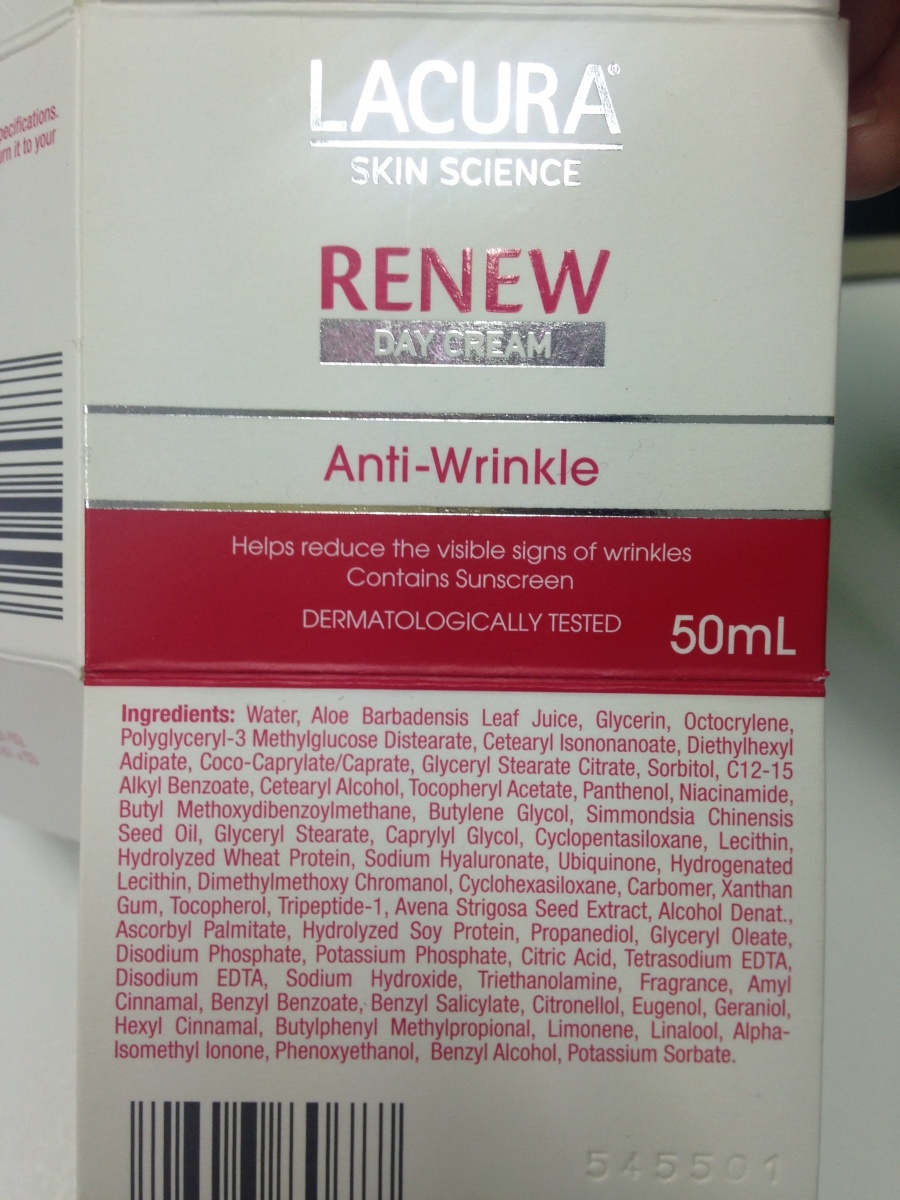 LACURA®
SKIN SCIENCE
RENEW
DAY CREAM
Anti-Wrinkle
Helps reduce the visible signs of wrinkles
Contains Sunscreen
DERMATOLOGICALLY TESTED
50mL
Ingredients: Water, Aloe Barbadensis Leaf Juice, Glycerin, Octocrylene,
Polyglyceryl-3 Methylglucose Distearate, Cetearyl Isononanoate, Diethylhexyl
Adipate, Coco-Caprylate/Caprate, Glyceryl Stearate Citrate, Sorbitol, C12-15
Alkyl Benzoate, Cetearyl Alcohol, Tocopheryl Acetate, Panthenol, Niacinamide,
Butyl Methoxydibenzoylmethane, Butylene Glycol, Simmondsia Chinensis
Seed Oil, Glyceryl Stearate, Caprylyl Glycol, Cyclopentasiloxane, Lecithin,
Hydrolyzed Wheat Protein, Sodium Hyaluronate, Ubiquinone, Hydrogenated
Lecithin, Dimethylmethoxy Chromanol, Cyclohexasiloxane, Carbomer, Xanthan
Gum, Tocopherol, Tripeptide-1, Avena Strigosa Seed Extract, Alcohol Denat.,
Ascorbyl Palmitate, Hydrolyzed Soy Protein, Propanediol, Glyceryl Oleate,
Disodium Phosphate, Potassium Phosphate, Citric Acid, Tetrasodium EDTA,
Disodium EDTA, Sodium Hydroxide, Triethanolamine, Fragrance, Amyl
Cinnamal, Benzyl Benzoate, Benzyl Salicylate, Citronellol, Eugenol, Geraniol,
Hexyl Cinnamal, Butylphenyl Methylpropional, Limonene, Linalool, Alpha-
Isomethyl Ionone, Phenoxyethanol, Benzyl Alcohol, Potassium Sorbate.
545501
it to your